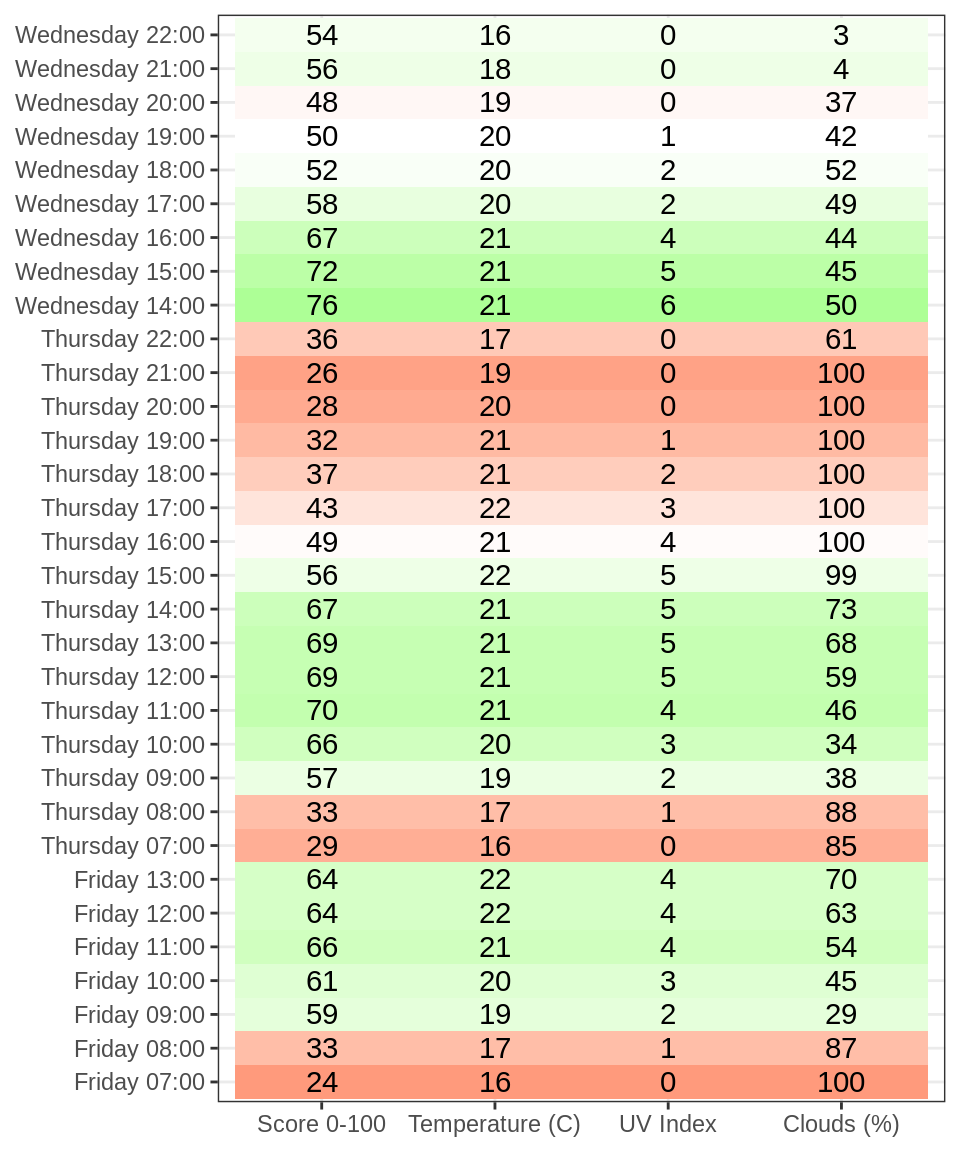 Wednesday 22:00 54 16 0 3
Wednesday 21:00 56 18 0 4
Wednesday 20:00 48 19 0 37
Wednesday 19:00 50 20 1 42
Wednesday 18:00 52 20 2 52
Wednesday 17:00 58 20 2 49
Wednesday 16:00 67 21 4 44
Wednesday 15:00 72 21 5 45
Wednesday 14:00 76 21 6 50
Thursday 22:00 36 17 0 61
Thursday 21:00 26 19 0 100
Thursday 20:00 28 20 0 100
Thursday 19:00 32 21 1 100
Thursday 18:00 37 21 2 100
Thursday 17:00 43 22 3 100
Thursday 16:00 49 21 4 100
Thursday 15:00 56 22 5 99
Thursday 14:00 67 21 5 73
Thursday 13:00 69 21 5 68
Thursday 12:00 69 21 5 59
Thursday 11:00 70 21 4 46
Thursday 10:00 66 20 3 34
Thursday 09:00 57 19 2 38
Thursday 08:00 33 17 1 88
Thursday 07:00 29 16 0 85
Friday 13:00 64 22 4 70
Friday 12:00 64 22 4 63
Friday 11:00 66 21 4 54
Friday 10:00 61 20 3 45
Friday 09:00 59 19 2 29
Friday 08:00 33 17 1 87
Friday 07:00 24 16 0 100
Score 0-100 Temperature (C) UV Index Clouds (%)